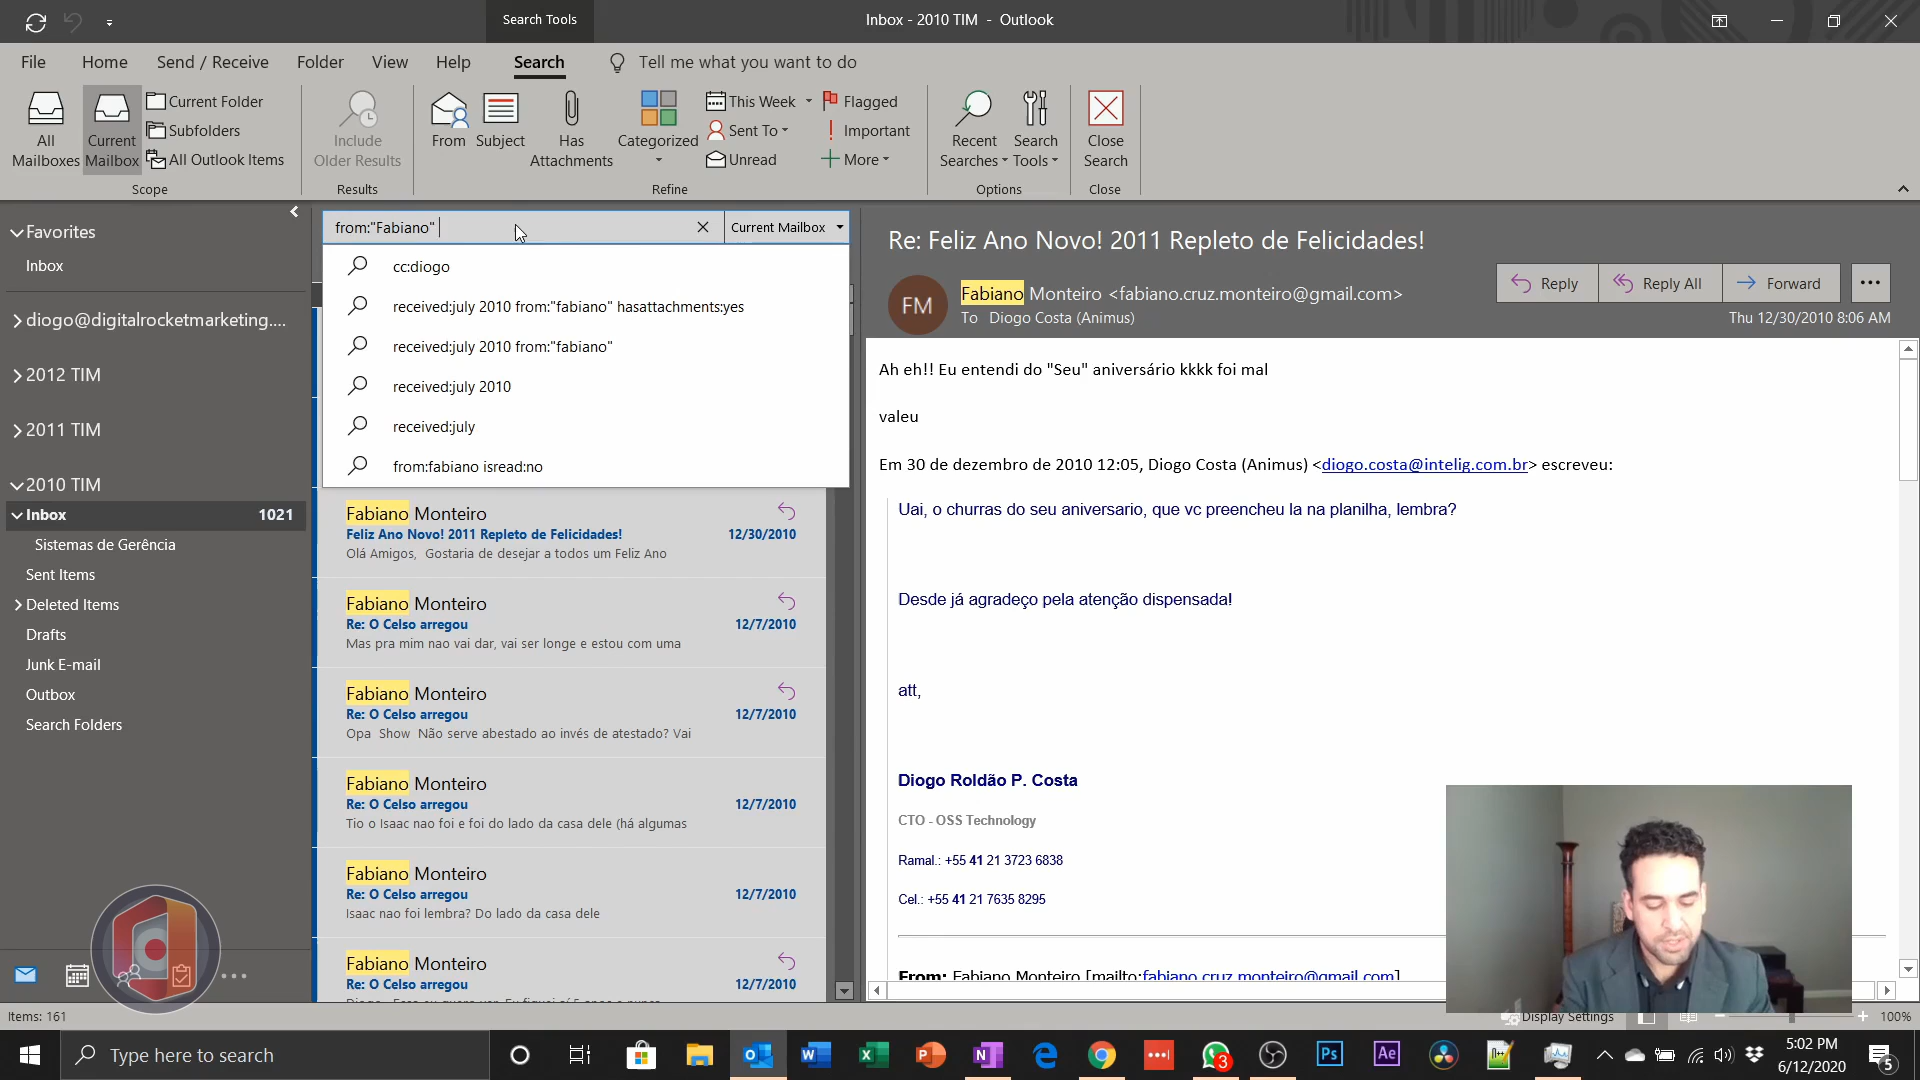 Search Tools
Inbox - 2010 TIM - Outlook
File
Home
Send / Receive
Folder
View
Help
Search
Tell me what you want to do
All
Mailboxes
Current
Mailbox
Current Folder
Subfolders
All Outlook Items
Scope
Include
Older Results
Results
From
Subject
Has
Attachments
Categorized
This Week
Sent To
Unread
Flagged
Important
More
Refine
Recent
Searches
Search
Tools
Options
Close
Search
Close
Favorites
Inbox
diogo@digitalrocketmarketing....
2012 TIM
2011 TIM
2010 TIM
Inbox 1021
Sistemas de Gerência
Sent Items
Deleted Items
Drafts
Junk E-mail
Outbox
Search Folders
from:"Fabiano"
Current Mailbox
cc:diogo
received:july 2010 from:"fabiano" hasattachments:yes
received:july 2010 from:"fabiano"
received:july 2010
received:july
from:fabiano isread:no
Fabiano Monteiro
Feliz Ano Novo! 2011 Repleto de Felicidades! 12/30/2010
Olá Amigos, Gostaria de desejar a todos um Feliz Ano
Fabiano Monteiro
Re: O Celso arregou 12/7/2010
Mas pra mim nao vai dar, vai ser longe e estou com uma
Fabiano Monteiro
Re: O Celso arregou 12/7/2010
Opa Show Não serve abestado ao invés de atestado? Vai
Fabiano Monteiro
Re: O Celso arregou 12/7/2010
Tio o Isaac nao foi e foi do lado da casa dele (há algumas
Fabiano Monteiro
Re: O Celso arregou 12/7/2010
Isaac nao foi lembra? Do lado da casa dele
Fabiano Monteiro
Re: O Celso arregou 12/7/2010
Re: Feliz Ano Novo! 2011 Repleto de Felicidades!
FM
Fabiano Monteiro <fabiano.cruz.monteiro@gmail.com>
To Diogo Costa (Animus)
Reply
Reply All
Forward
Thu 12/30/2010 8:06 AM
Ah eh!! Eu entendi do "Seu" aniversário kkkk foi mal
valeu
Em 30 de dezembro de 2010 12:05, Diogo Costa (Animus) <diogo.costa@intelig.com.br> escreveu:
Uai, o churras do seu aniversario, que vc preencheu la na planilha, lembra?
Desde já agradeço pela atenção dispensada!
att,
Diogo Roldão P. Costa
CTO - OSS Technology
Ramal.: +55 41 21 3723 6838
Cel.: +55 41 21 7635 8295
From: Fabiano Monteiro [mailto:fabiano.cruz.monteiro@gmail.com]
Items: 161
Display Settings
100%
Type here to search
3
Ps
Ae
5:02 PM
6/12/2020
5